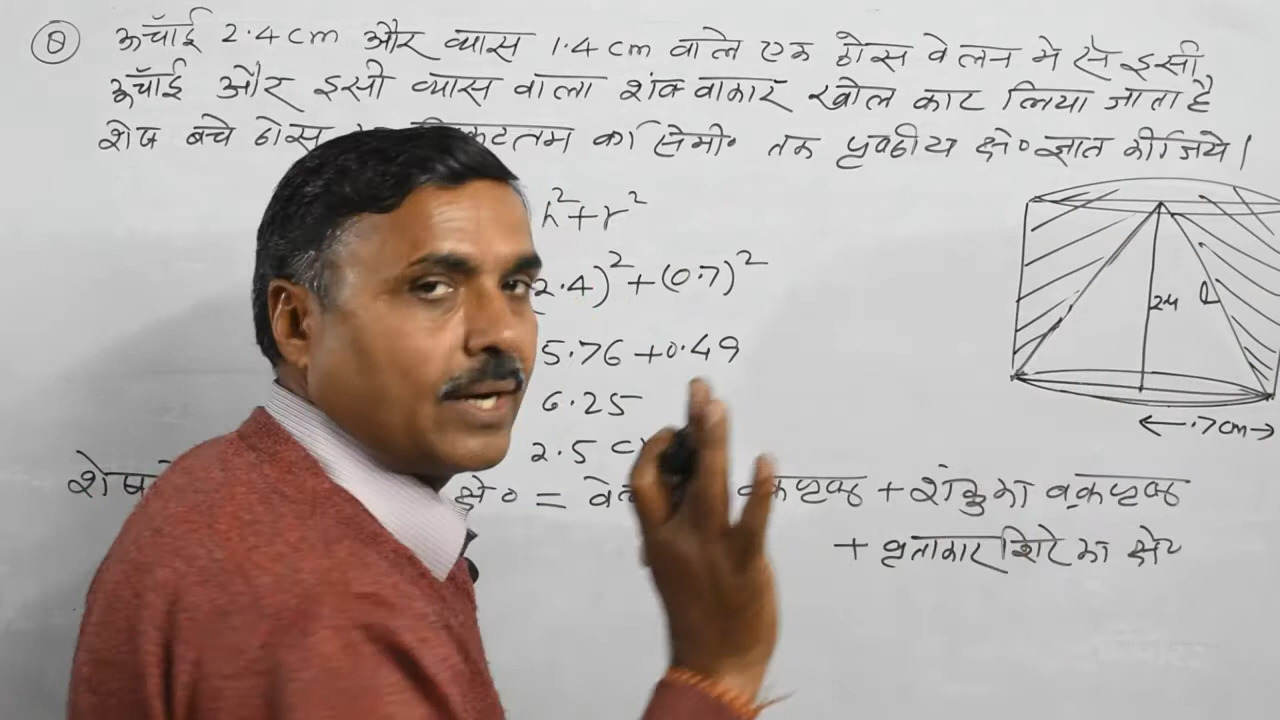 8 ऊँचाई 2.4 cm और व्यास 1.4 cm वाले एक ठोस बेलन में से इसी
ऊँचाई और इसी व्यास वाला शंक्वाकार खोल काट लिया जाता है
शेष बचे ठोस निकटतम वर्ग सेमी० तक पृष्ठीय क्षे० ज्ञात कीजिये।
h²+r²
2.4)²+(0.7)²
5.76+0.49
6.25
2.5 c
2.4 l
.7cm
शेष क्षे० = वक्रपृष्ठ + शंकु का वक्रपृष्ठ
+ वृताकार सिरे का क्षेत्र